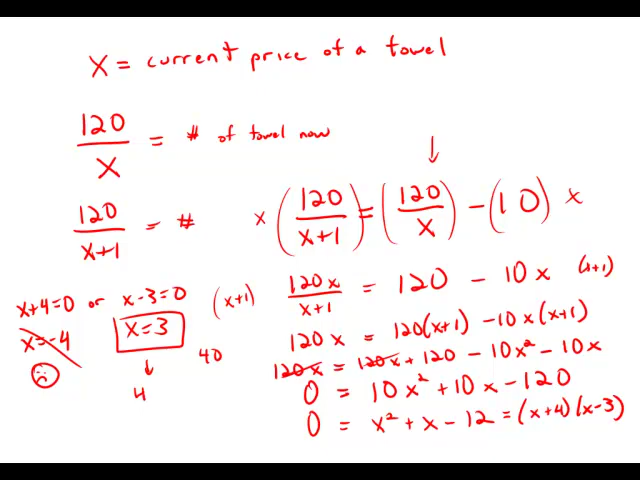 x = current price of a towel
120/x = # of towel now
↓
120/(x+1) = #
x (120/(x+1)) = (120/x) - (10) x
(x+1) 120x/(x+1) = 120 - 10x (x+1)
120x = 120(x+1) - 10x(x+1)
120x = 120x + 120 - 10x² - 10x
0 = 10x² + 10x - 120
0 = x² + x - 12 = (x+4)(x-3)
x+4=0 or x-3=0
x=-4 x=3
↓
4
40